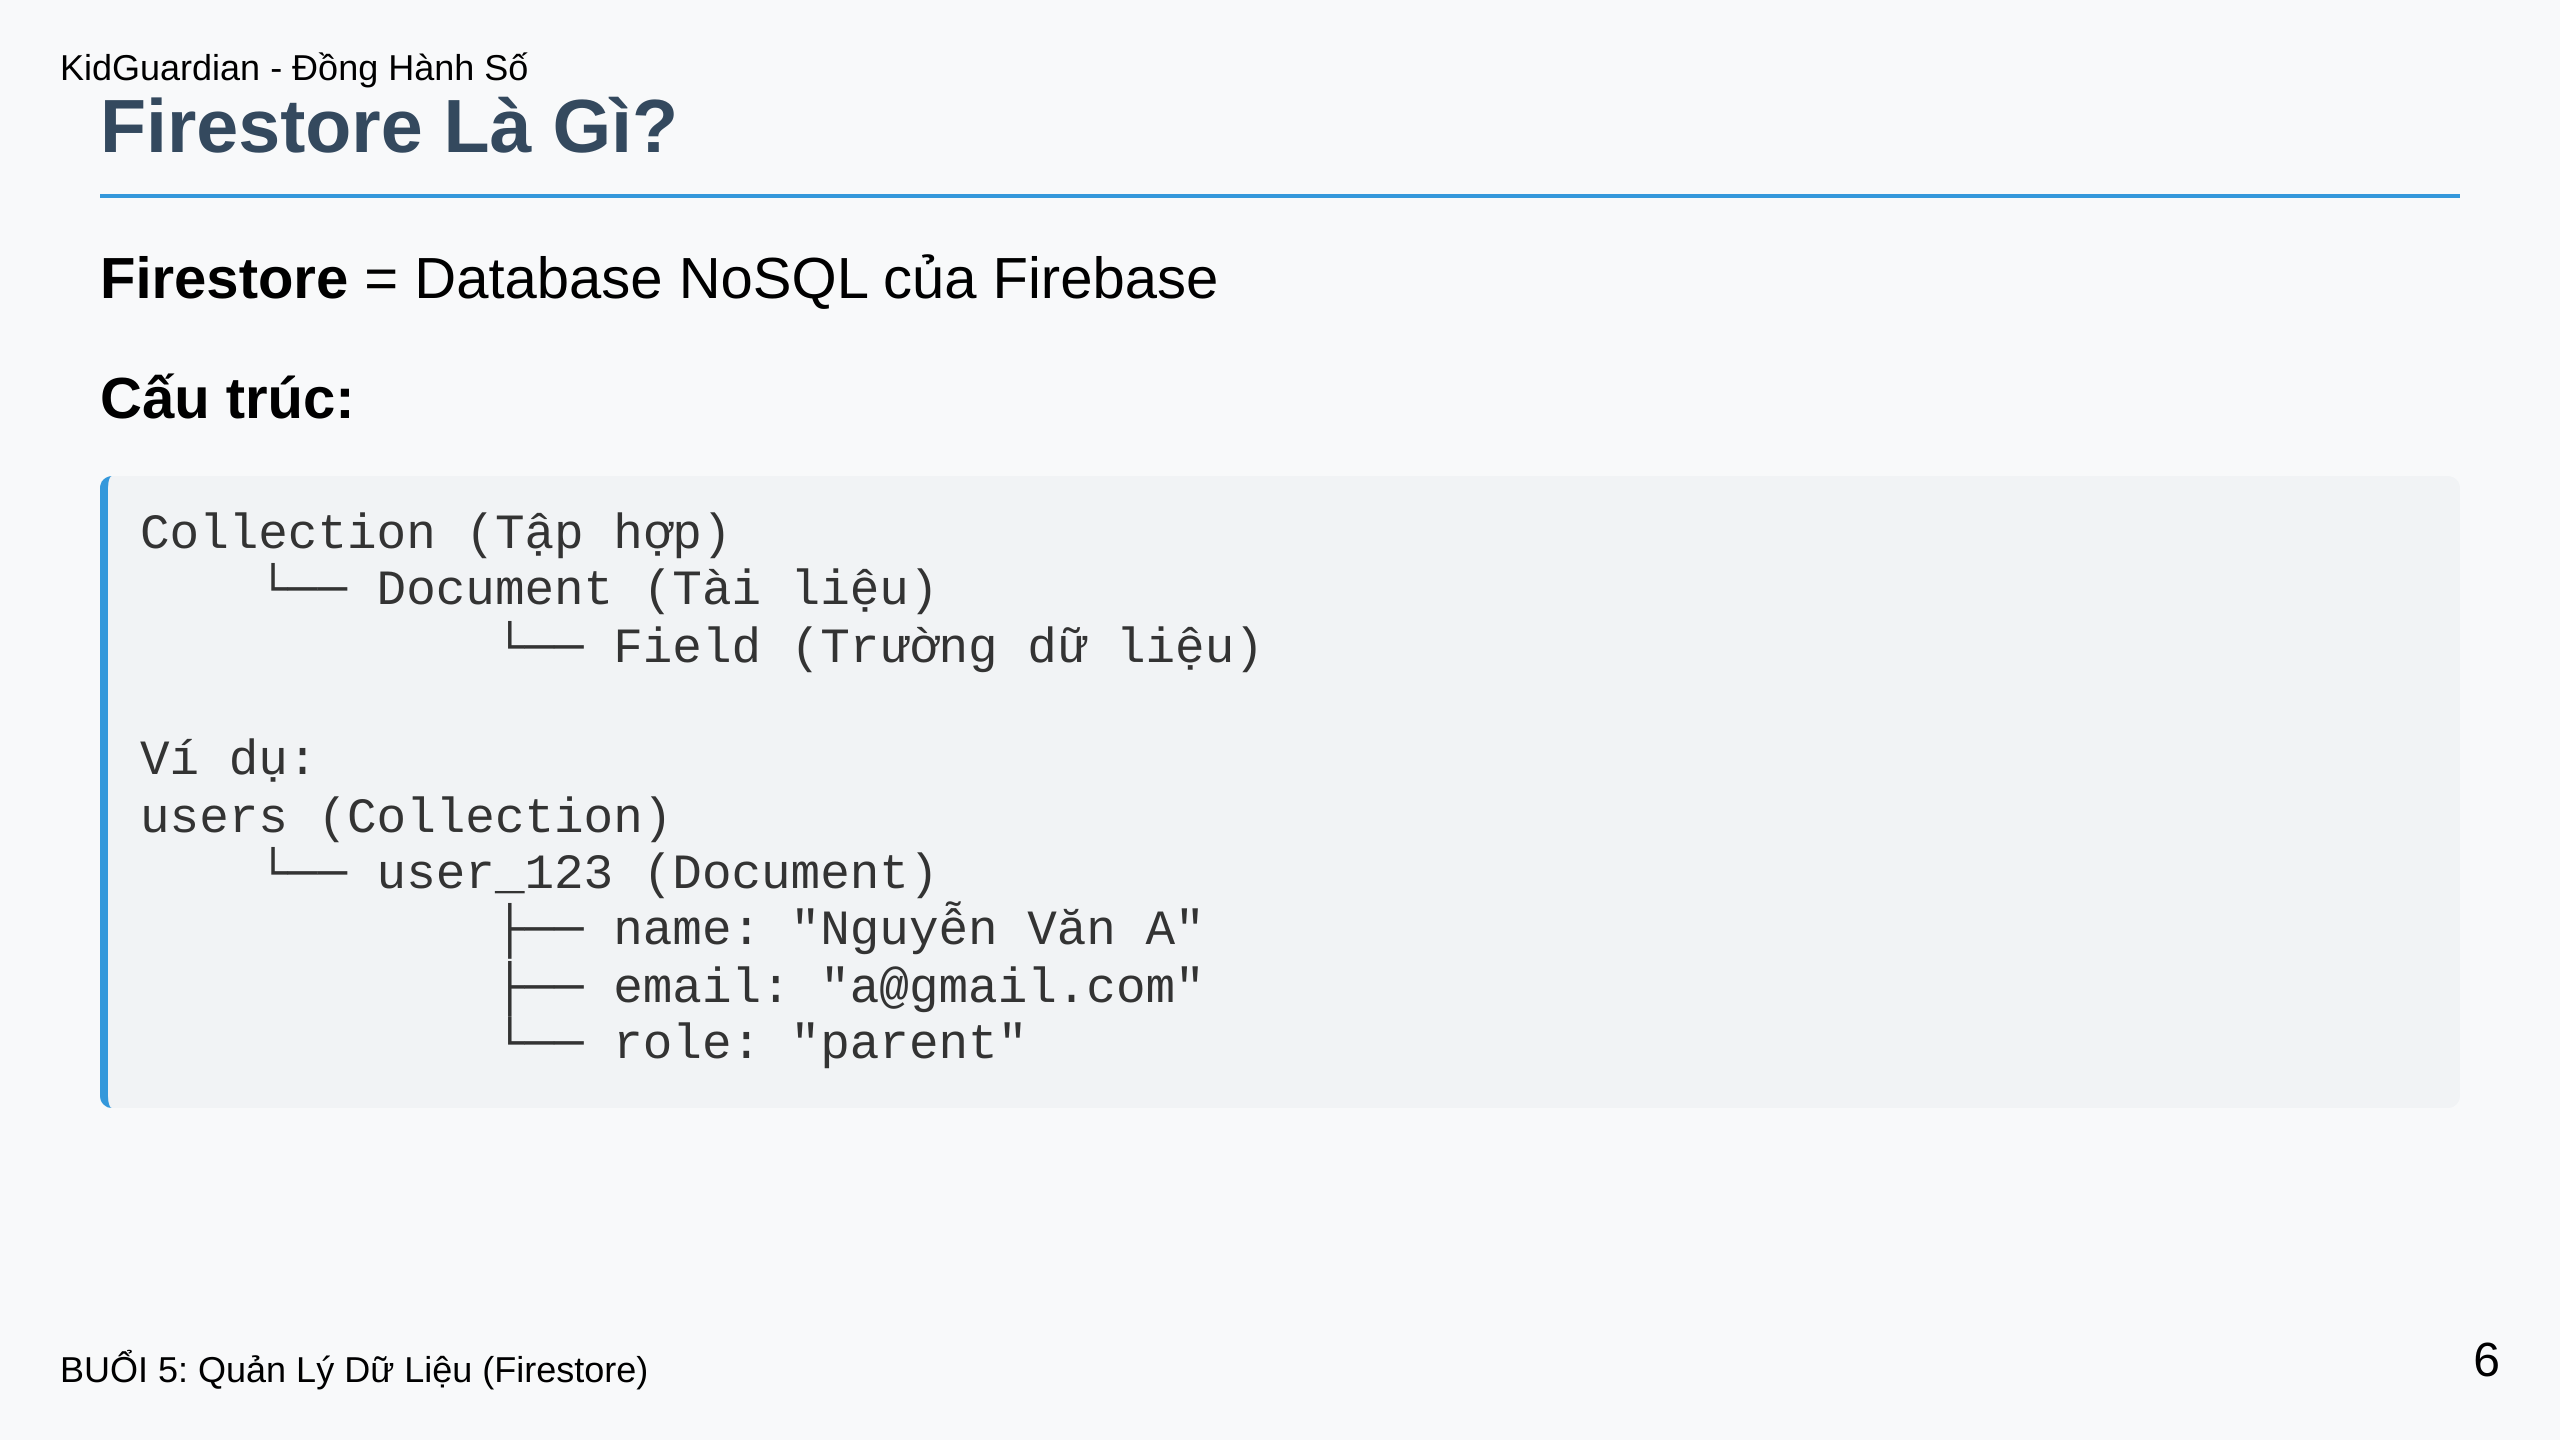 KidGuardian - Đồng Hành Số
Firestore Là Gì?
Firestore = Database NoSQL của Firebase
Cấu trúc:
Collection (Tập hợp)
    └── Document (Tài liệu)
            └── Field (Trường dữ liệu)
Ví dụ:
users (Collection)
    └── user_123 (Document)
            ├── name: "Nguyễn Văn A"
            ├── email: "a@gmail.com"
            └── role: "parent"
BUỔI 5: Quản Lý Dữ Liệu (Firestore)
6